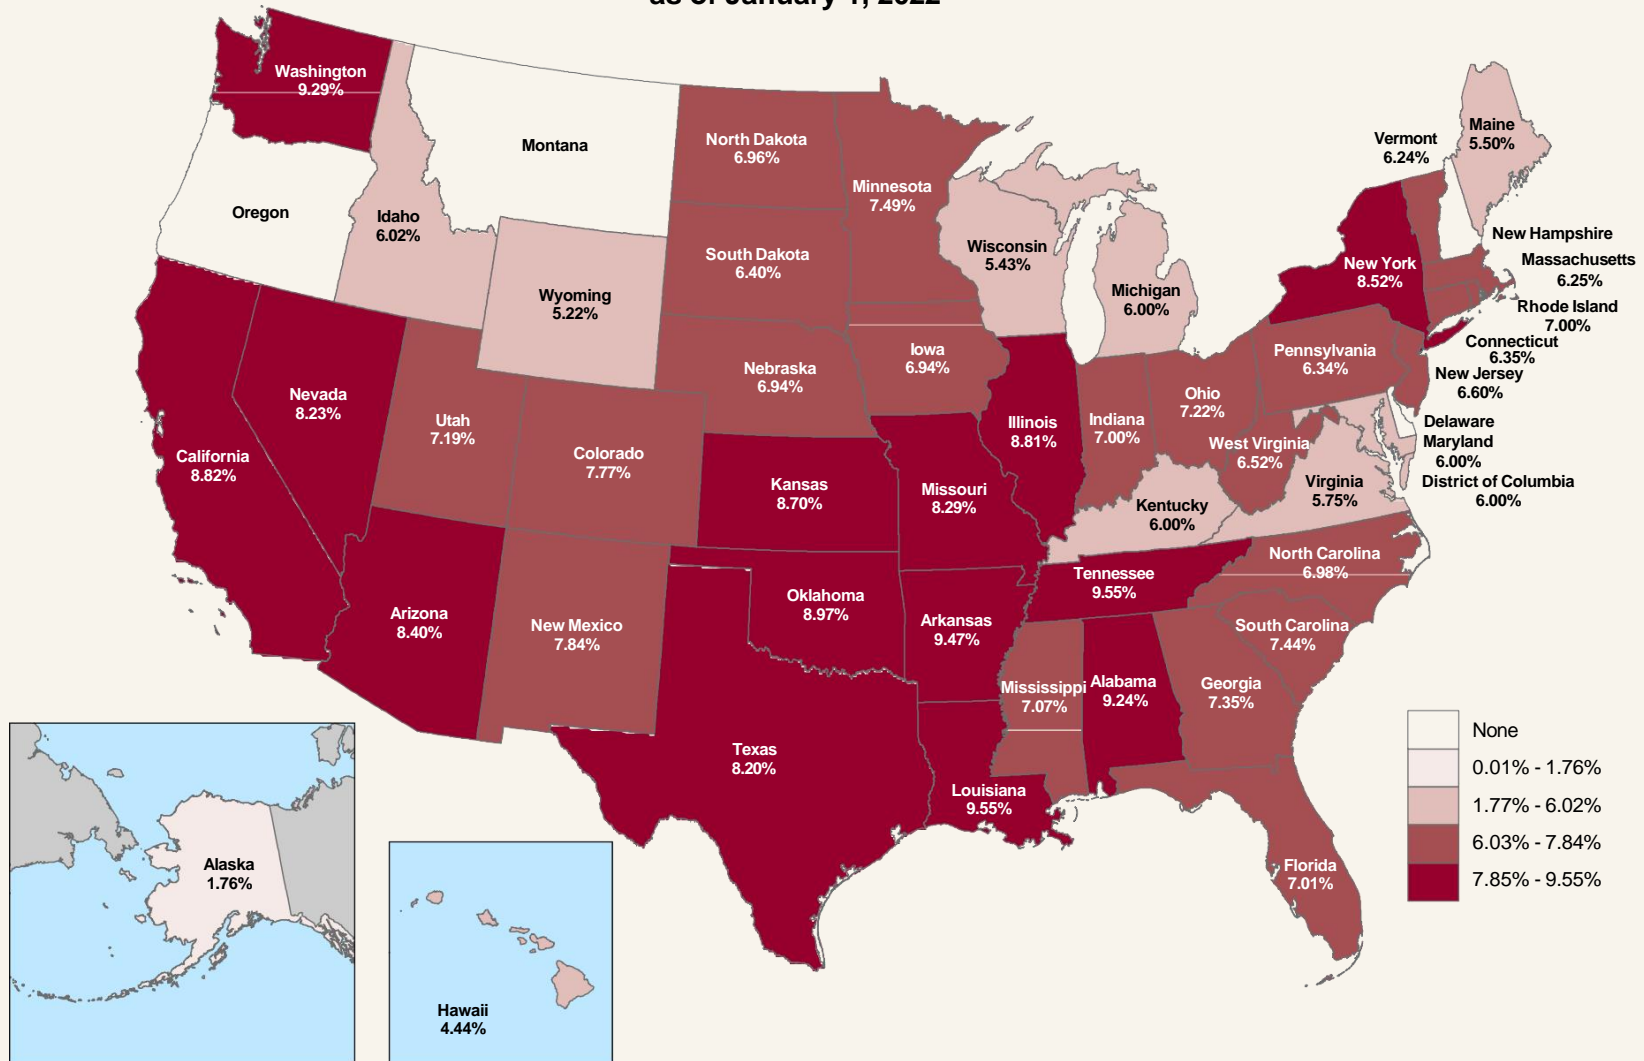 as of January 1, 2022
Washington
9.29%
Montana
North Dakota
6.96%
Minnesota
7.49%
Vermont
6.24%
Maine
5.50%
Oregon
Idaho
6.02%
South Dakota
6.40%
Wisconsin
5.43%
New Hampshire
Massachusetts
6.25%
New York
8.52%
Wyoming
5.22%
Michigan
6.00%
Rhode Island
7.00%
Connecticut
6.35%
Nebraska
6.94%
Iowa
6.94%
Pennsylvania
6.34%
New Jersey
6.60%
Nevada
8.23%
Utah
7.19%
Illinois
8.81%
Indiana
7.00%
Ohio
7.22%
Delaware
Maryland
6.00%
California
8.82%
Colorado
7.77%
West Virginia
6.52%
District of Columbia
6.00%
Kansas
8.70%
Missouri
8.29%
Kentucky
6.00%
Virginia
5.75%
North Carolina
6.98%
Tennessee
9.55%
Arizona
8.40%
New Mexico
7.84%
Oklahoma
8.97%
Arkansas
9.47%
South Carolina
7.44%
Mississippi
7.07%
Alabama
9.24%
Georgia
7.35%
Texas
8.20%
Louisiana
9.55%
Florida
7.01%
Alaska
1.76%
Hawaii
4.44%
None
0.01% - 1.76%
1.77% - 6.02%
6.03% - 7.84%
7.85% - 9.55%